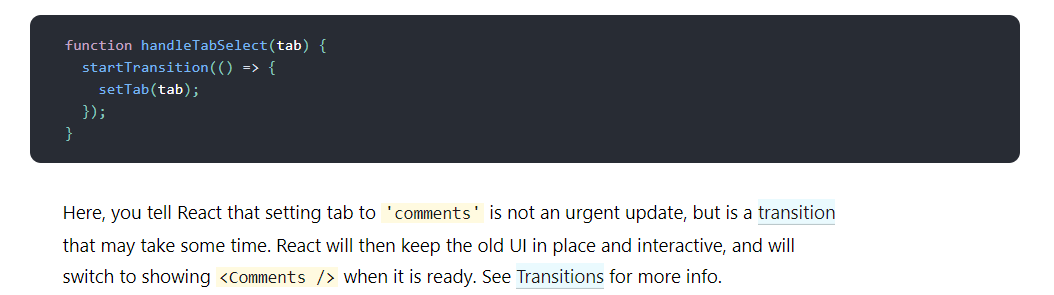 function handleTabSelect(tab) {
  startTransition(() => {
    setTab(tab);
  });
}
Here, you tell React that setting tab to 'comments' is not an urgent update, but is a transition
that may take some time. React will then keep the old UI in place and interactive, and will
switch to showing <Comments /> when it is ready. See Transitions for more info.